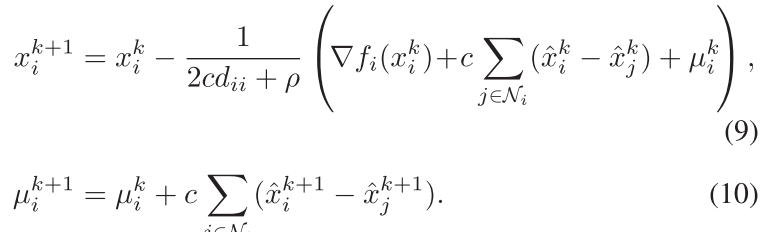 x_i^{k+1} = x_i^k - \frac{1}{2cd_{ii} + \rho} \left( \nabla f_i(x_i^k) + c \sum_{j \in \mathcal{N}_i} (\hat{x}_i^k - \hat{x}_j^k) + \mu_i^k \right),
(9)
\mu_i^{k+1} = \mu_i^k + c \sum_{j \in \mathcal{N}_i} (\hat{x}_i^{k+1} - \hat{x}_j^{k+1}). (10)